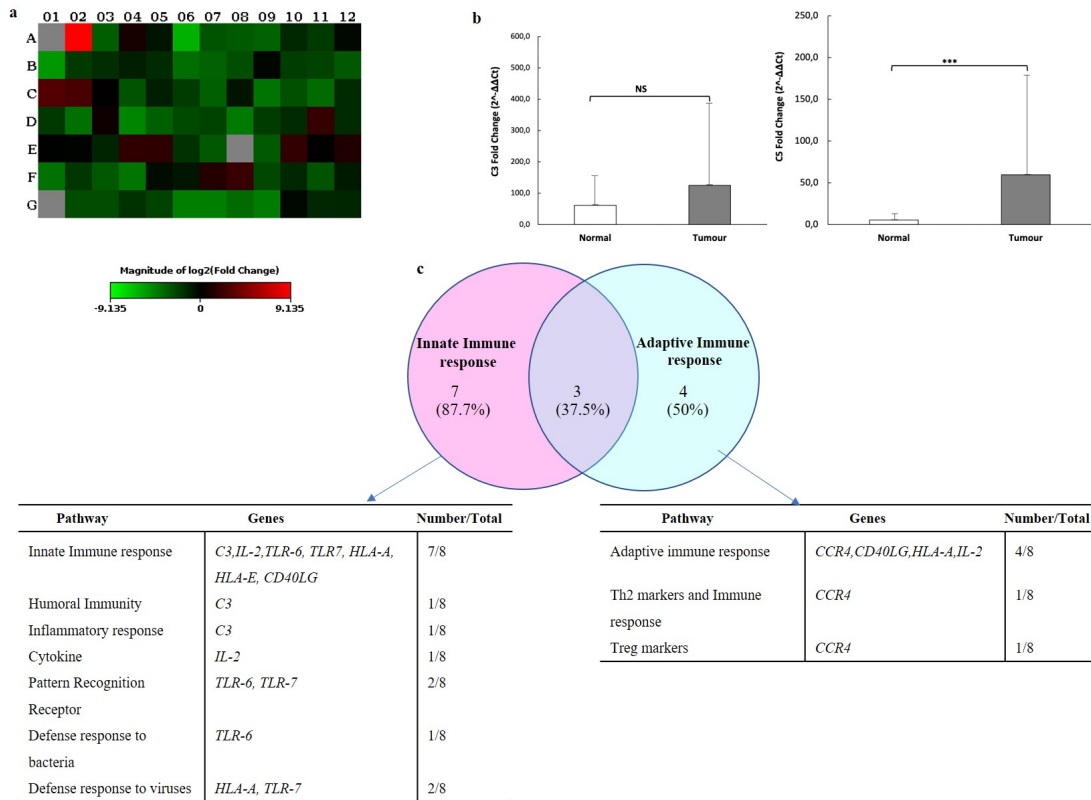 a
01 02 03 04 05 06 07 08 09 10 11 12
A
B
C
D
E
F
G
Magnitude of log2(Fold Change)
-9.135 0 9.135
b
C3 Fold Change (2^-ΔΔCt)
600,0
500,0
400,0
300,0
200,0
100,0
0,0
NS
Normal Tumour
C5 Fold Change (2^-ΔΔCt)
250,0
200,0
150,0
100,0
50,0
0,0
***
Normal Tumour
c
Innate Immune
response
7
(87.7%)
3
(37.5%)
Adaptive Immune
response
4
(50%)
Pathway Genes Number/Total
Innate Immune response C3,IL-2,TLR-6, TLR7, HLA-A, 7/8
HLA-E, CD40LG
Humoral Immunity C3 1/8
Inflammatory response C3 1/8
Cytokine IL-2 1/8
Pattern Recognition TLR-6, TLR-7 2/8
Receptor
Defense response to TLR-6 1/8
bacteria
Defense response to viruses HLA-A, TLR-7 2/8
Pathway Genes Number/Total
Adaptive immune response CCR4,CD40LG,HLA-A,IL-2 4/8
Th2 markers and Immune CCR4 1/8
response
Treg markers CCR4 1/8